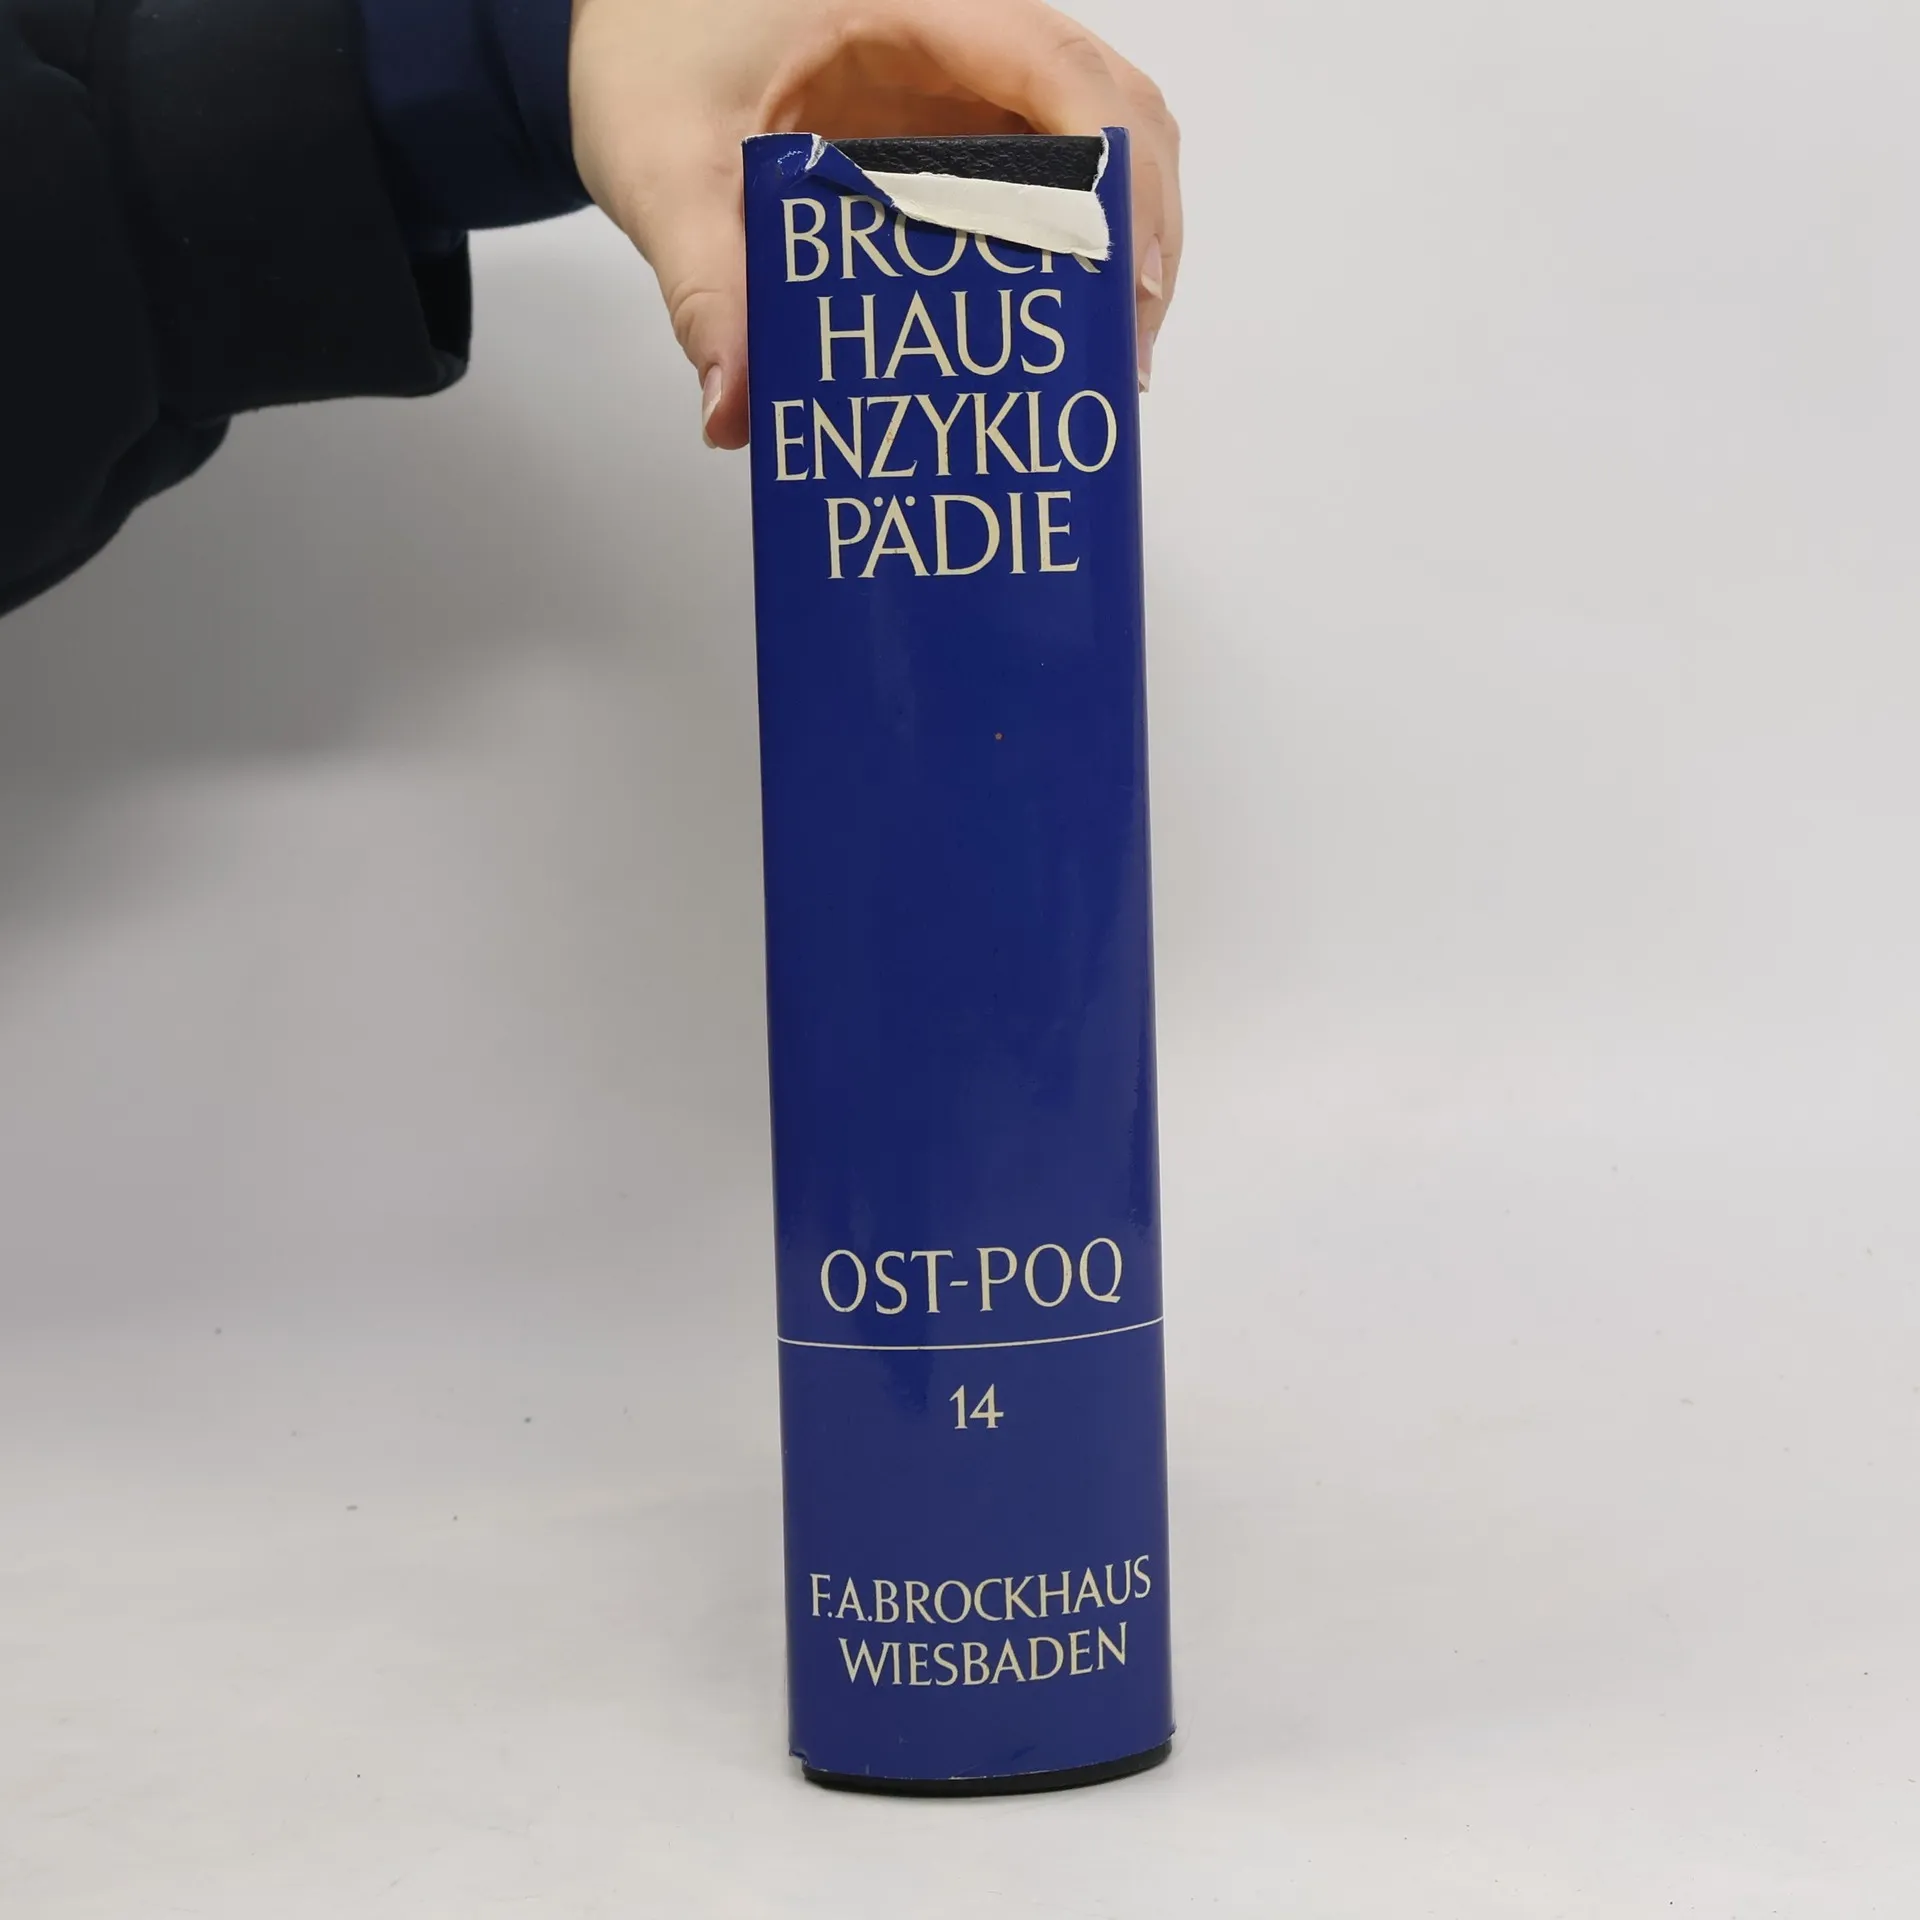 BROCK
HAUS
ENZYKLO
PÄDIE
OST-POQ
14
F.A.BROCKHAUS
WIESBADEN